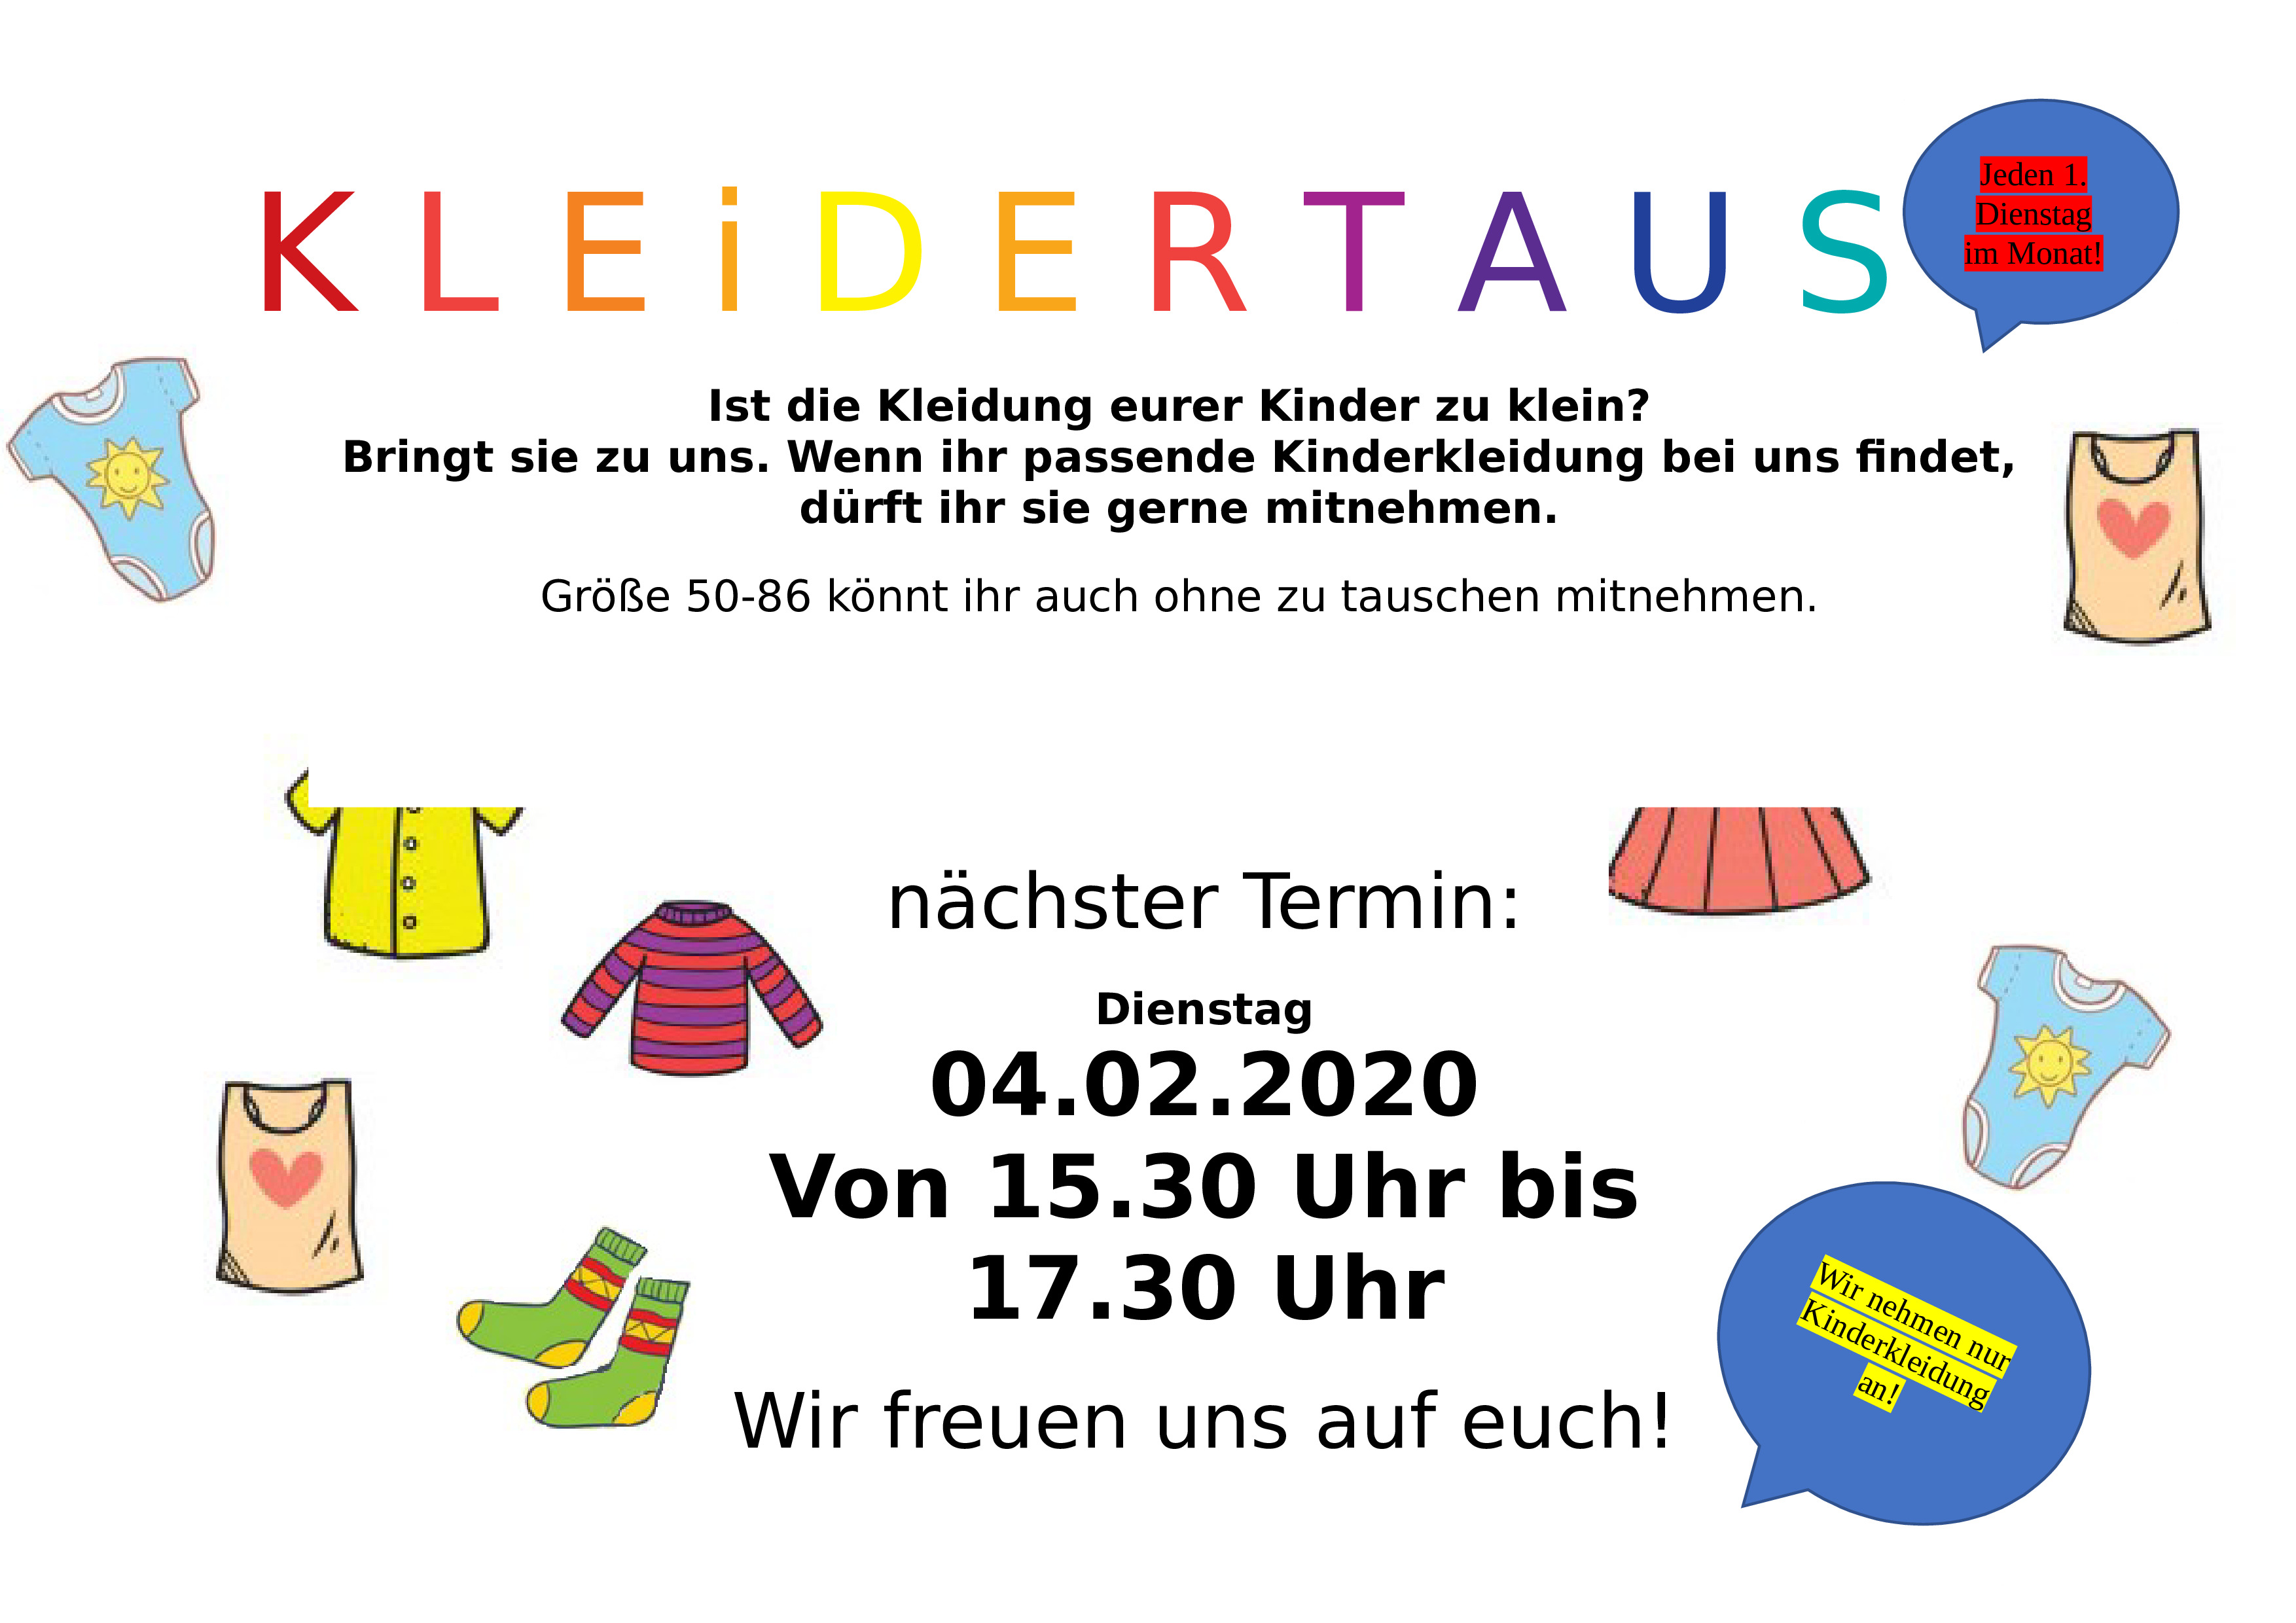 K L E i D E R T A U S
Jeden 1.
Dienstag
im Monat!
Ist die Kleidung eurer Kinder zu klein?
Bringt sie zu uns. Wenn ihr passende Kinderkleidung bei uns findet,
dürft ihr sie gerne mitnehmen.
Größe 50-86 könnt ihr auch ohne zu tauschen mitnehmen.
nächster Termin:
Dienstag
04.02.2020
Von 15.30 Uhr bis
17.30 Uhr
Wir freuen uns auf euch!
Wir nehmen nur
Kinderkleidung
an!